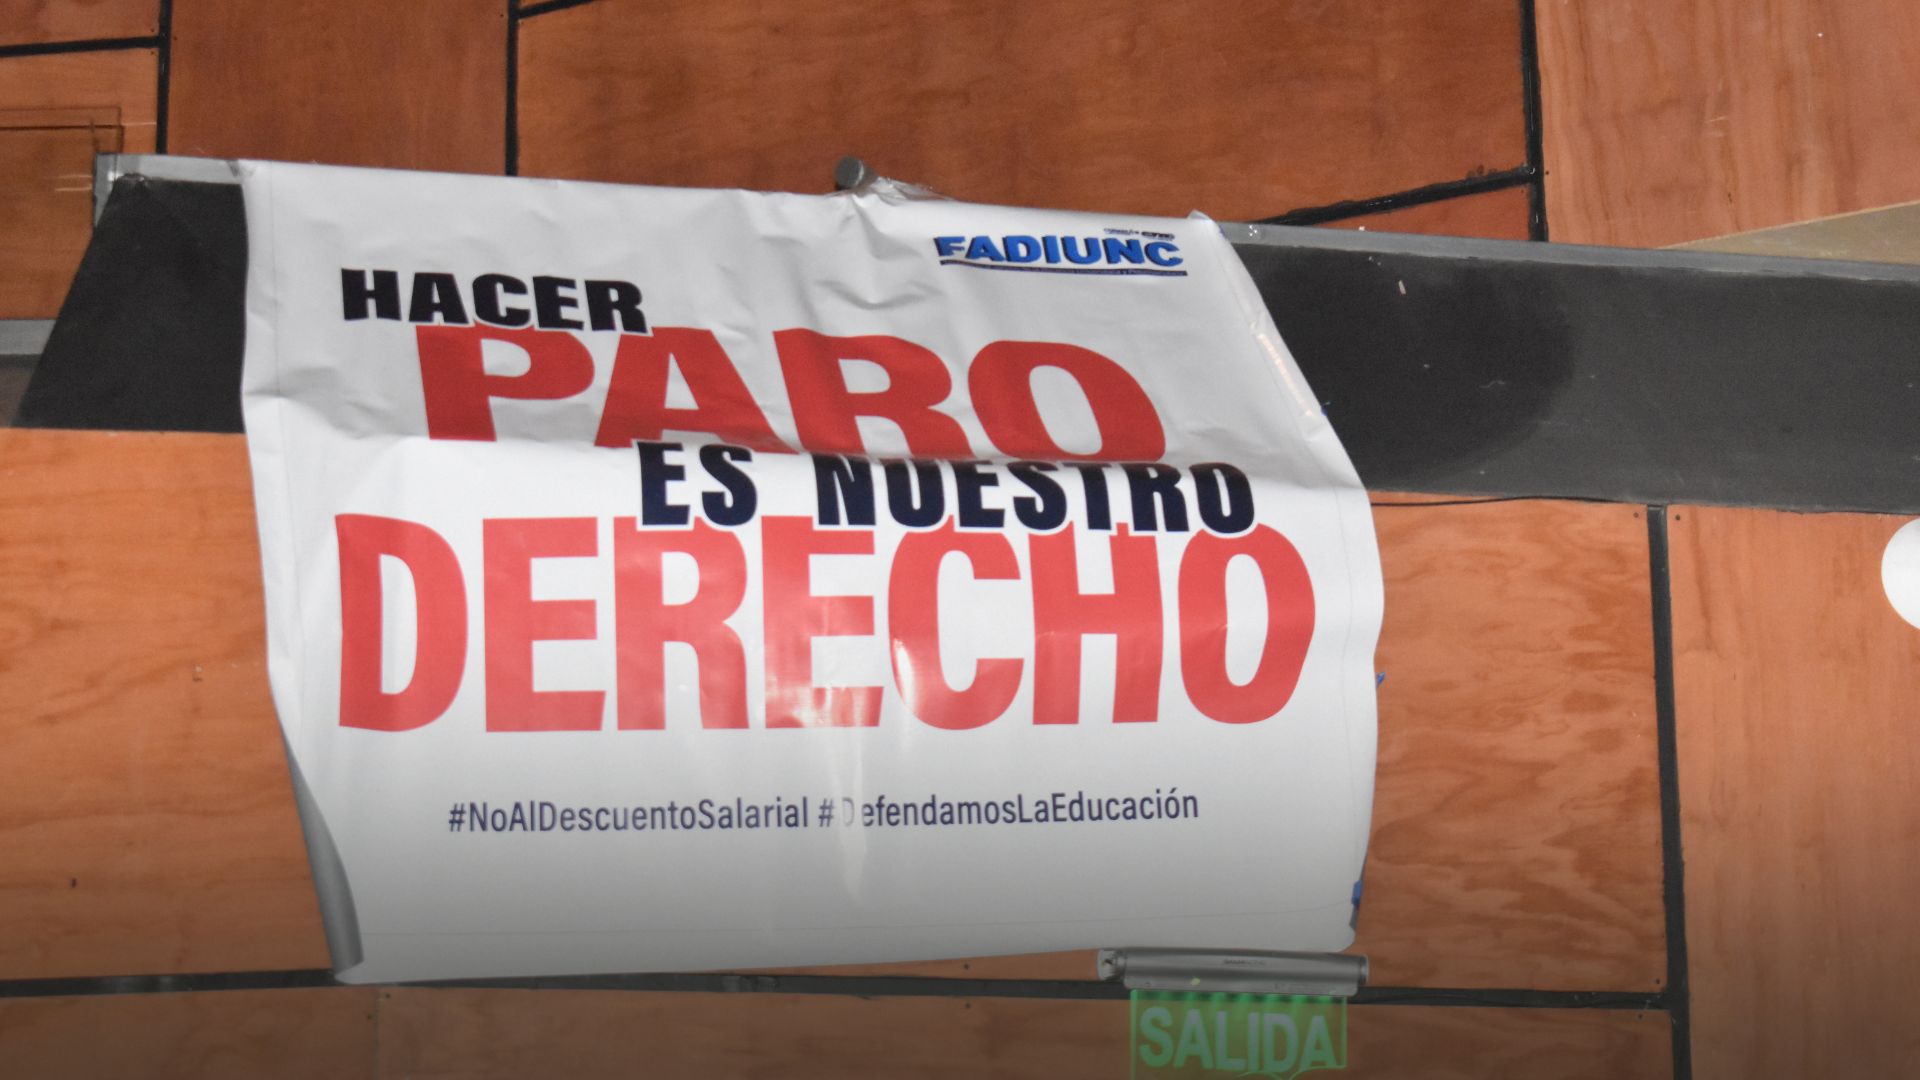 FADIUNC
HACER
PARO
ES NUESTRO
DERECHO
#NoAlDescuentoSalarial #DefendamosLaEducación
SALIDA